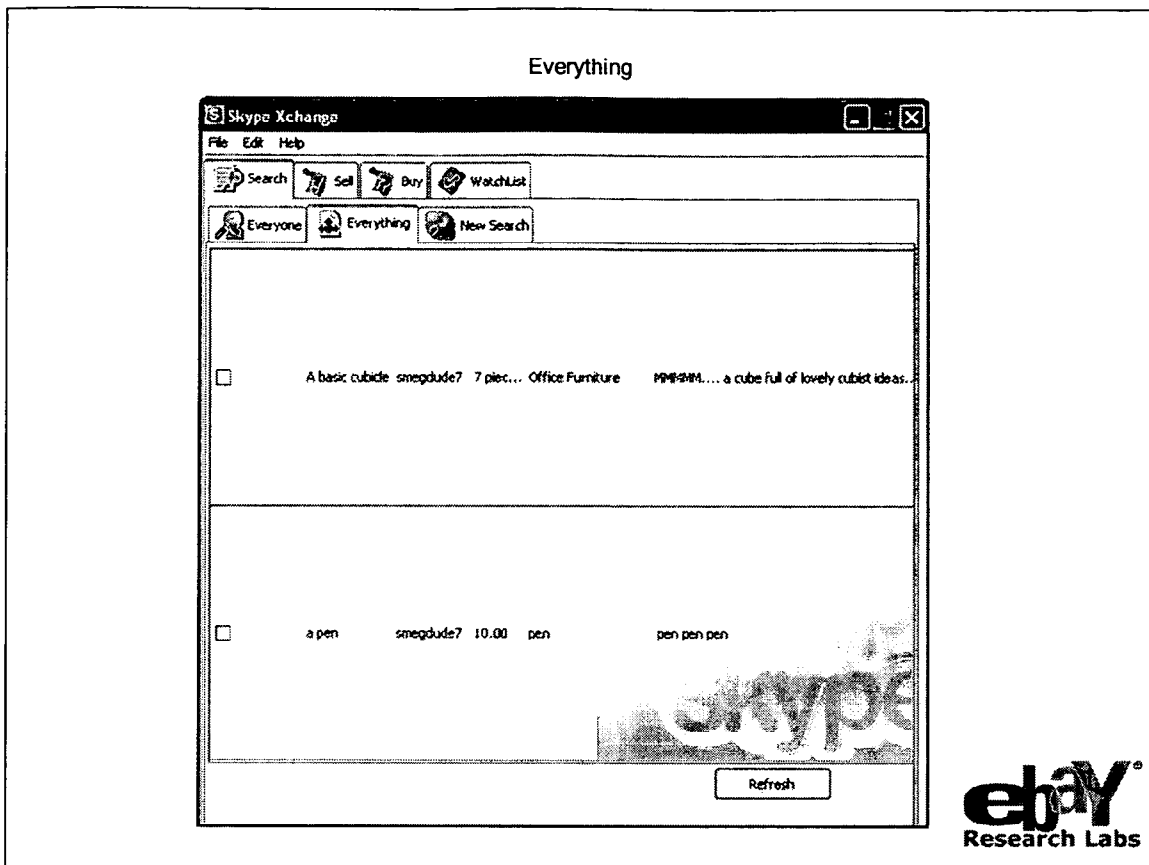 Everything
Skype Xchange
File Edit Help
Search Sell Buy WatchList
Everyone Everything New Search
A basic cubicle smegdude7 7 piec... Office Furniture MMMMM.... a cube full of lovely cubist ideas..
a pen smegdude7 10.00 pen pen pen pen
skype
Refresh
ebaY®
Research Labs